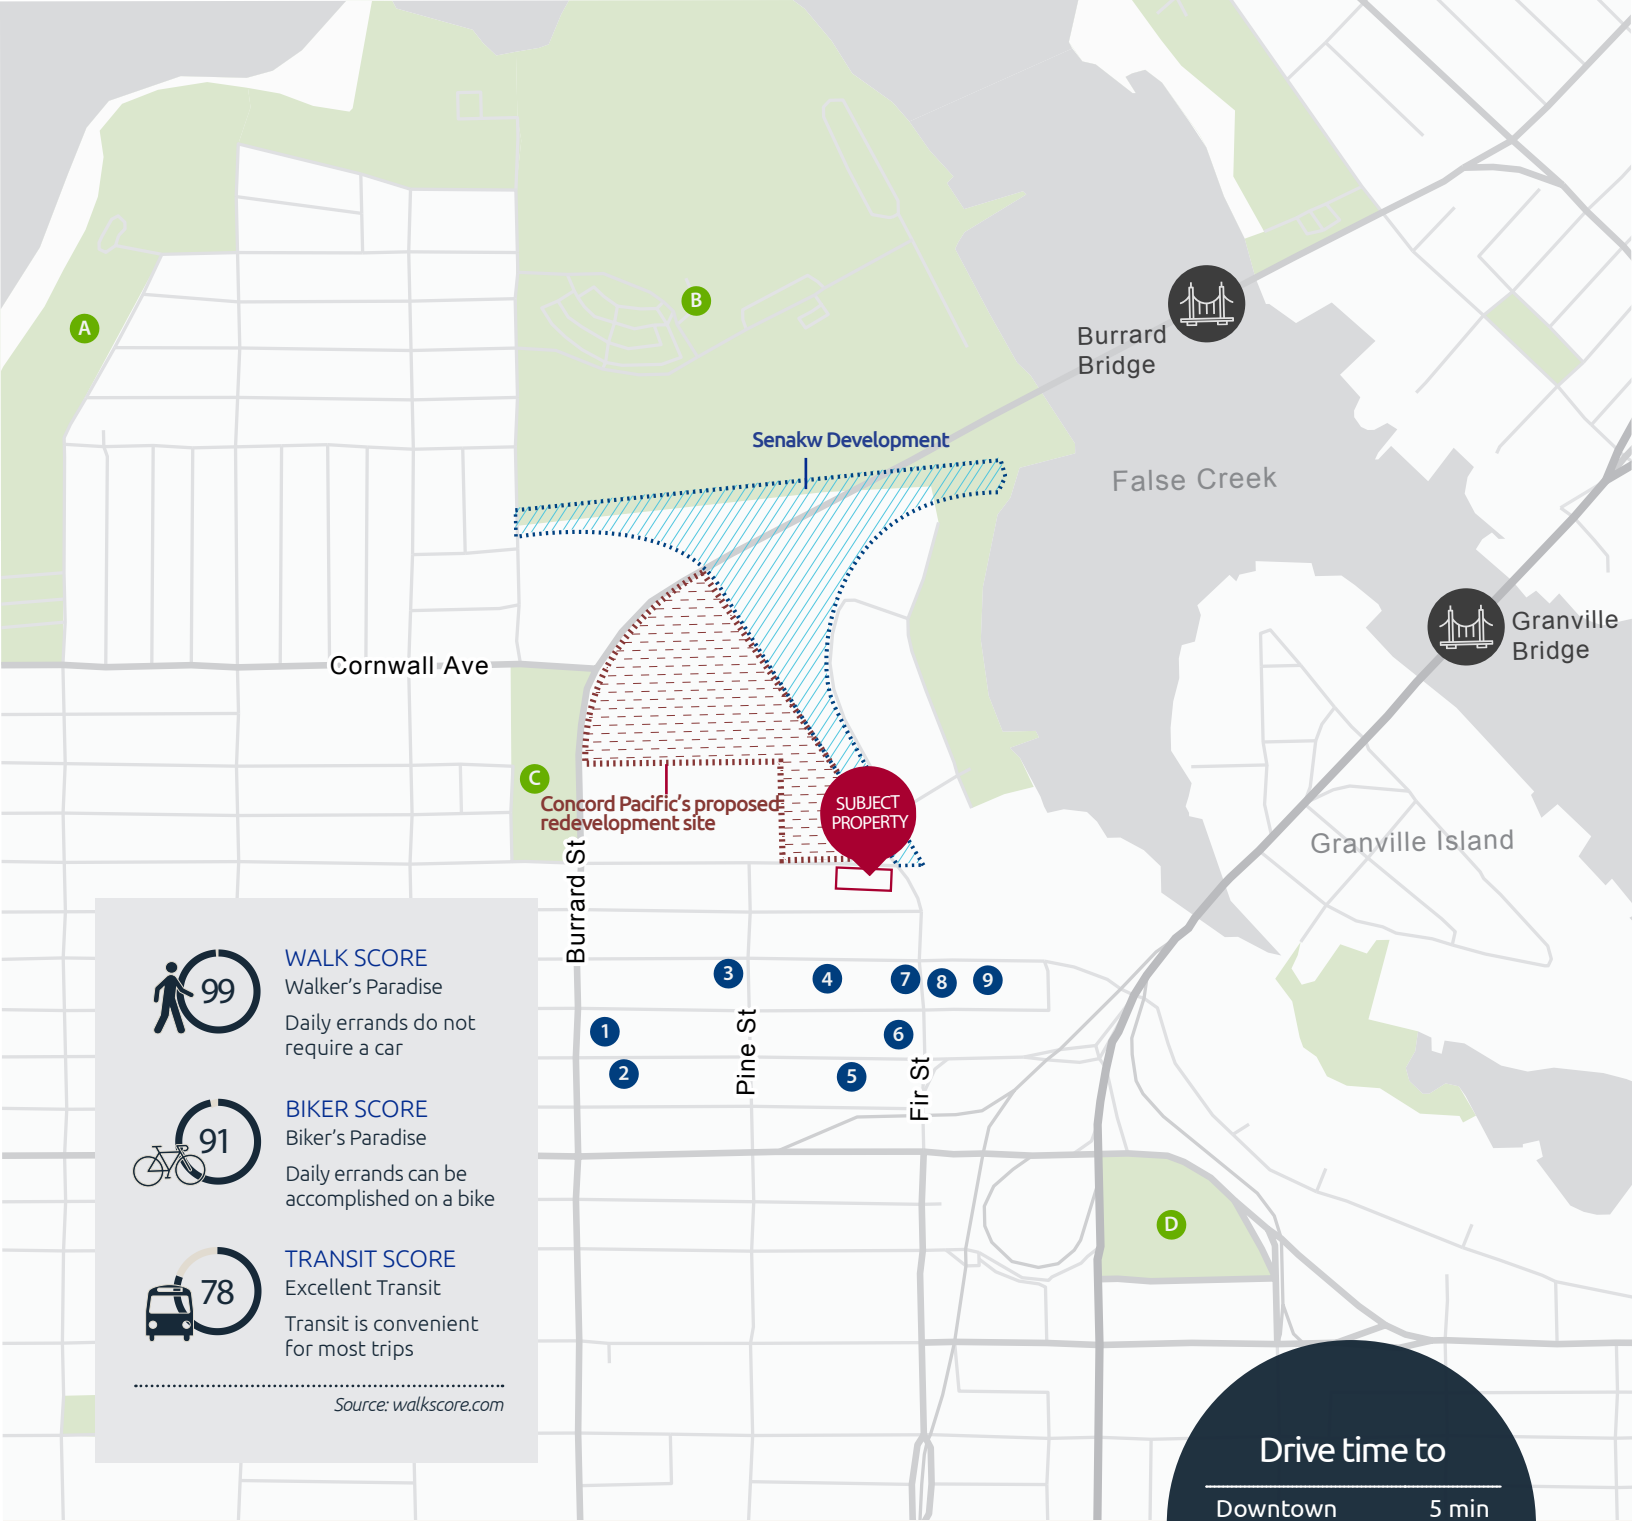 A
B
Burrard
Bridge
Senakw Development
False Creek
Granville
Bridge
Cornwall Ave
C
Concord Pacific's proposed
redevelopment site
SUBJECT
PROPERTY
Granville Island
Burrard St
Pine St
Fir St
3
4
7
8
9
1
6
2
5
D
99
WALK SCORE
Walker's Paradise
Daily errands do not
require a car
91
BIKER SCORE
Biker's Paradise
Daily errands can be
accomplished on a bike
78
TRANSIT SCORE
Excellent Transit
Transit is convenient
for most trips
Source: walkscore.com
Drive time to
Downtown 5 min